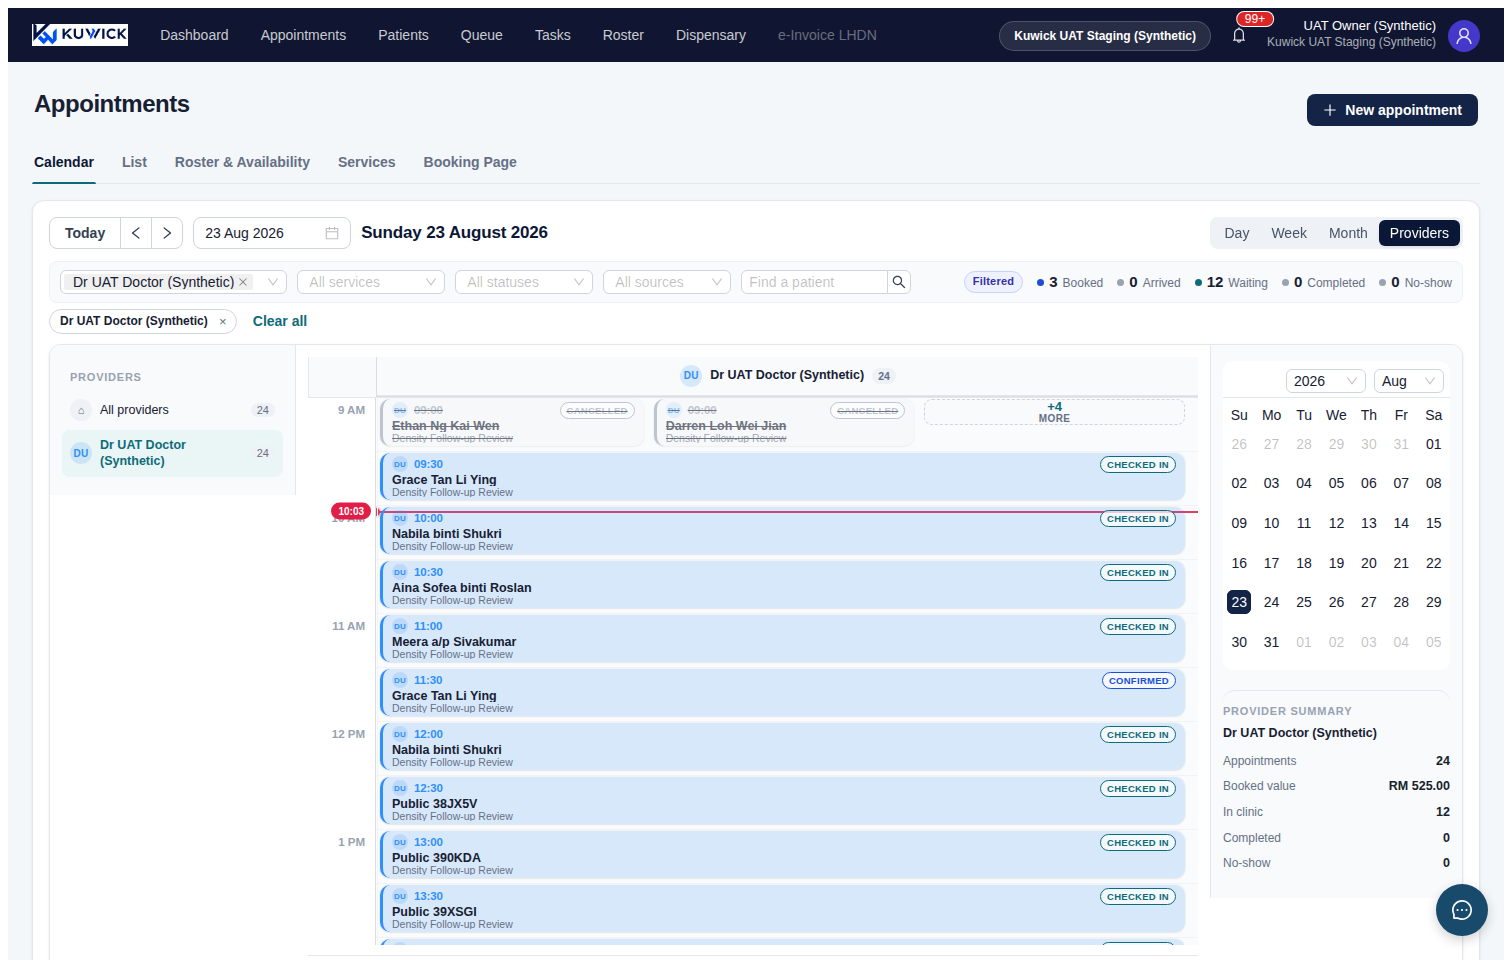 KUWICK
Dashboard
Appointments
Patients
Queue
Tasks
Roster
Dispensary
e-Invoice LHDN
Kuwick UAT Staging (Synthetic)
99+
UAT Owner (Synthetic)
Kuwick UAT Staging (Synthetic)
Appointments
New appointment
Calendar
List
Roster & Availability
Services
Booking Page
Today
23 Aug 2026
Sunday 23 August 2026
Day
Week
Month
Providers
Dr UAT Doctor (Synthetic) ×
All services
All statuses
All sources
Find a patient
Filtered
3 Booked
0 Arrived
12 Waiting
0 Completed
0 No-show
Dr UAT Doctor (Synthetic) ×
Clear all
PROVIDERS
All providers 24
DU Dr UAT Doctor
(Synthetic) 24
DU Dr UAT Doctor (Synthetic) 24
9 AM
DU 09:00 CANCELLED
Ethan Ng Kai Wen
Density Follow-up Review
DU 09:00 CANCELLED
Darren Loh Wei Jian
Density Follow-up Review
+4
MORE
DU 09:30 CHECKED IN
Grace Tan Li Ying
Density Follow-up Review
10:03
DU 10:00 CHECKED IN
Nabila binti Shukri
Density Follow-up Review
DU 10:30 CHECKED IN
Aina Sofea binti Roslan
Density Follow-up Review
11 AM
DU 11:00 CHECKED IN
Meera a/p Sivakumar
Density Follow-up Review
DU 11:30 CONFIRMED
Grace Tan Li Ying
Density Follow-up Review
12 PM
DU 12:00 CHECKED IN
Nabila binti Shukri
Density Follow-up Review
DU 12:30 CHECKED IN
Public 38JX5V
Density Follow-up Review
1 PM
DU 13:00 CHECKED IN
Public 390KDA
Density Follow-up Review
DU 13:30 CHECKED IN
Public 39XSGI
Density Follow-up Review
2026
Aug
Su Mo Tu We Th Fr Sa
26 27 28 29 30 31 01
02 03 04 05 06 07 08
09 10 11 12 13 14 15
16 17 18 19 20 21 22
23 24 25 26 27 28 29
30 31 01 02 03 04 05
PROVIDER SUMMARY
Dr UAT Doctor (Synthetic)
Appointments 24
Booked value RM 525.00
In clinic 12
Completed 0
No-show 0